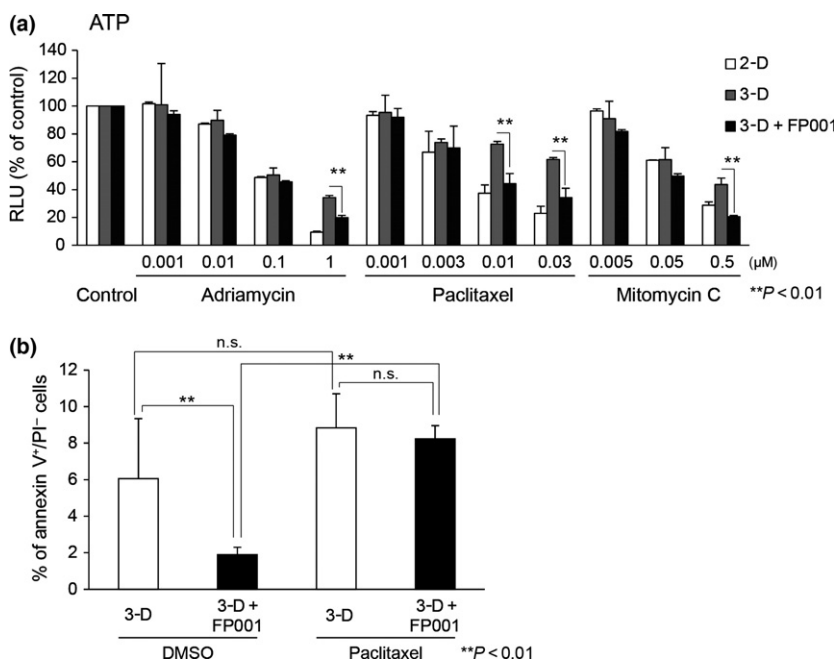 (a) ATP
RLU (% of control)
140
120
100
80
60
40
20
0
2-D
3-D
3-D + FP001
**
**
**
**
0.001 0.01 0.1 1 0.001 0.003 0.01 0.03 0.005 0.05 0.5 (µM)
Control Adriamycin Paclitaxel Mitomycin C **P < 0.01
(b)
% of annexin V⁺/PI⁻ cells
12
10
8
6
4
2
0
n.s.
**
n.s.
**
3-D 3-D + FP001 3-D 3-D + FP001
DMSO Paclitaxel **P < 0.01